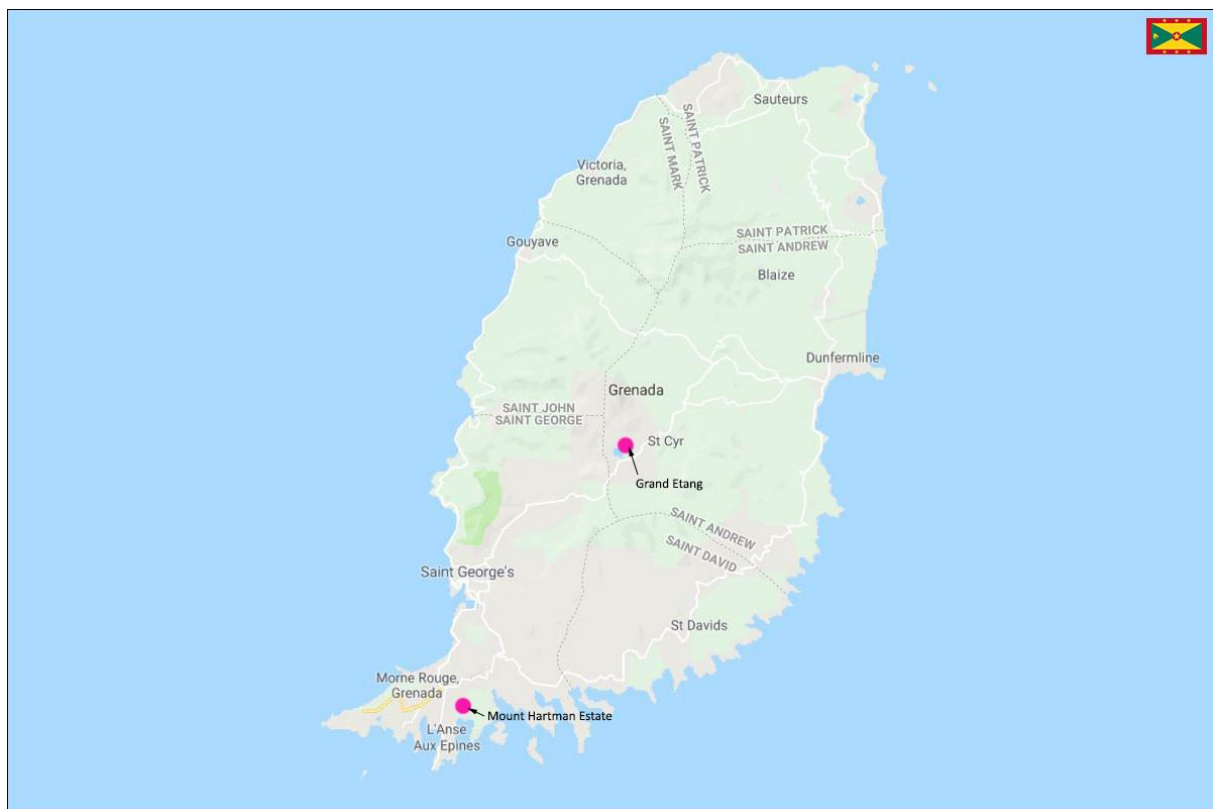 Sauteurs
SAINT PATRICK
SAINT MARK
Victoria,
Grenada
SAINT PATRICK
SAINT ANDREW
Gouyave
Blaize
Dunfermline
Grenada
SAINT JOHN
SAINT GEORGE
St Cyr
Grand Etang
SAINT ANDREW
SAINT DAVID
Saint George's
St Davids
Morne Rouge,
Grenada
Mount Hartman Estate
L'Anse
Aux Epines